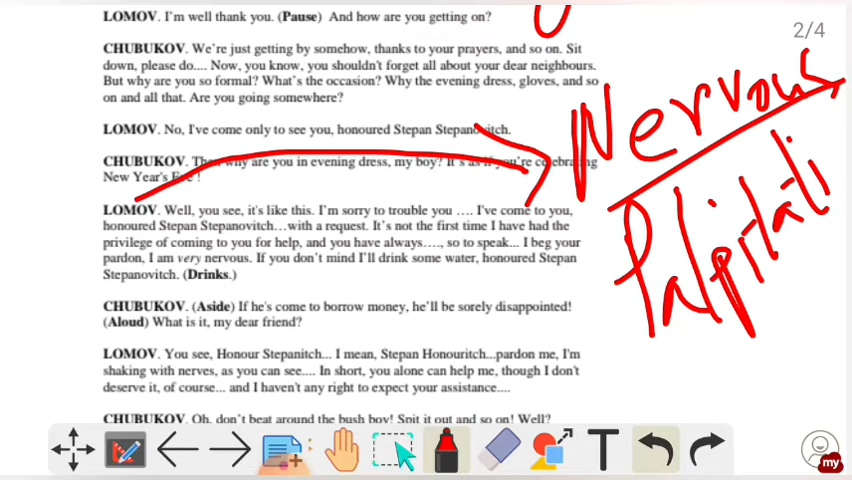 LOMOV. I'm well thank you. (Pause)  And how are you getting on?
2/4
CHUBUKOV. We're just getting by somehow, thanks to your prayers, and so on. Sit
down, please do.... Now, you know, you shouldn't forget all about your dear neighbours.
But why are you so formal? What's the occasion? Why the evening dress, gloves, and so
on and all that. Are you going somewhere?
Nervous
LOMOV. No, I've come only to see you, honoured Stepan Stepanovitch.
CHUBUKOV. Then why are you in evening dress, my boy? It's as if you're celebrating
New Year's Eve !
Palpitati
LOMOV. Well, you see, it's like this. I'm sorry to trouble you .... I've come to you,
honoured Stepan Stepanovitch…with a request. It's not the first time I have had the
privilege of coming to you for help, and you have always…., so to speak... I beg your
pardon, I am very nervous. If you don't mind I'll drink some water, honoured Stepan
Stepanovitch. (Drinks.)
CHUBUKOV. (Aside) If he's come to borrow money, he'll be sorely disappointed!
(Aloud) What is it, my dear friend?
LOMOV. You see, Honour Stepanitch... I mean, Stepan Honouritch...pardon me, I'm
shaking with nerves, as you can see.... In short, you alone can help me, though I don't
deserve it, of course... and I haven't any right to expect your assistance....
CHUBUKOV. Oh, don't beat around the bush boy! Spit it out and so on! Well?
T
my